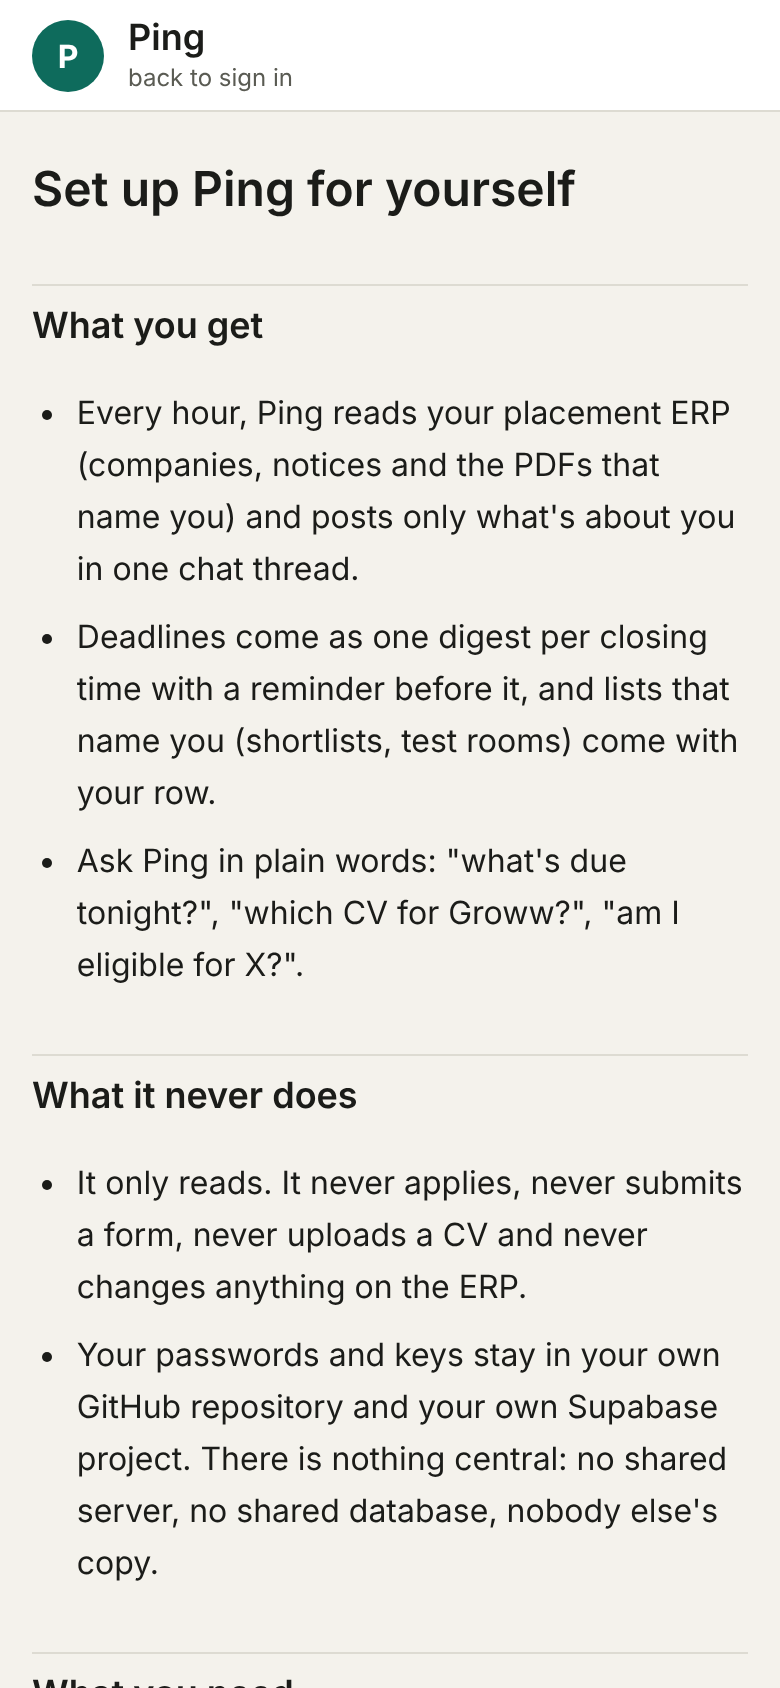 P
Ping
back to sign in
Set up Ping for yourself
What you get
• Every hour, Ping reads your placement ERP
(companies, notices and the PDFs that
name you) and posts only what's about you
in one chat thread.
• Deadlines come as one digest per closing
time with a reminder before it, and lists that
name you (shortlists, test rooms) come with
your row.
• Ask Ping in plain words: "what's due
tonight?", "which CV for Groww?", "am I
eligible for X?".
What it never does
• It only reads. It never applies, never submits
a form, never uploads a CV and never
changes anything on the ERP.
• Your passwords and keys stay in your own
GitHub repository and your own Supabase
project. There is nothing central: no shared
server, no shared database, nobody else's
copy.
What you need